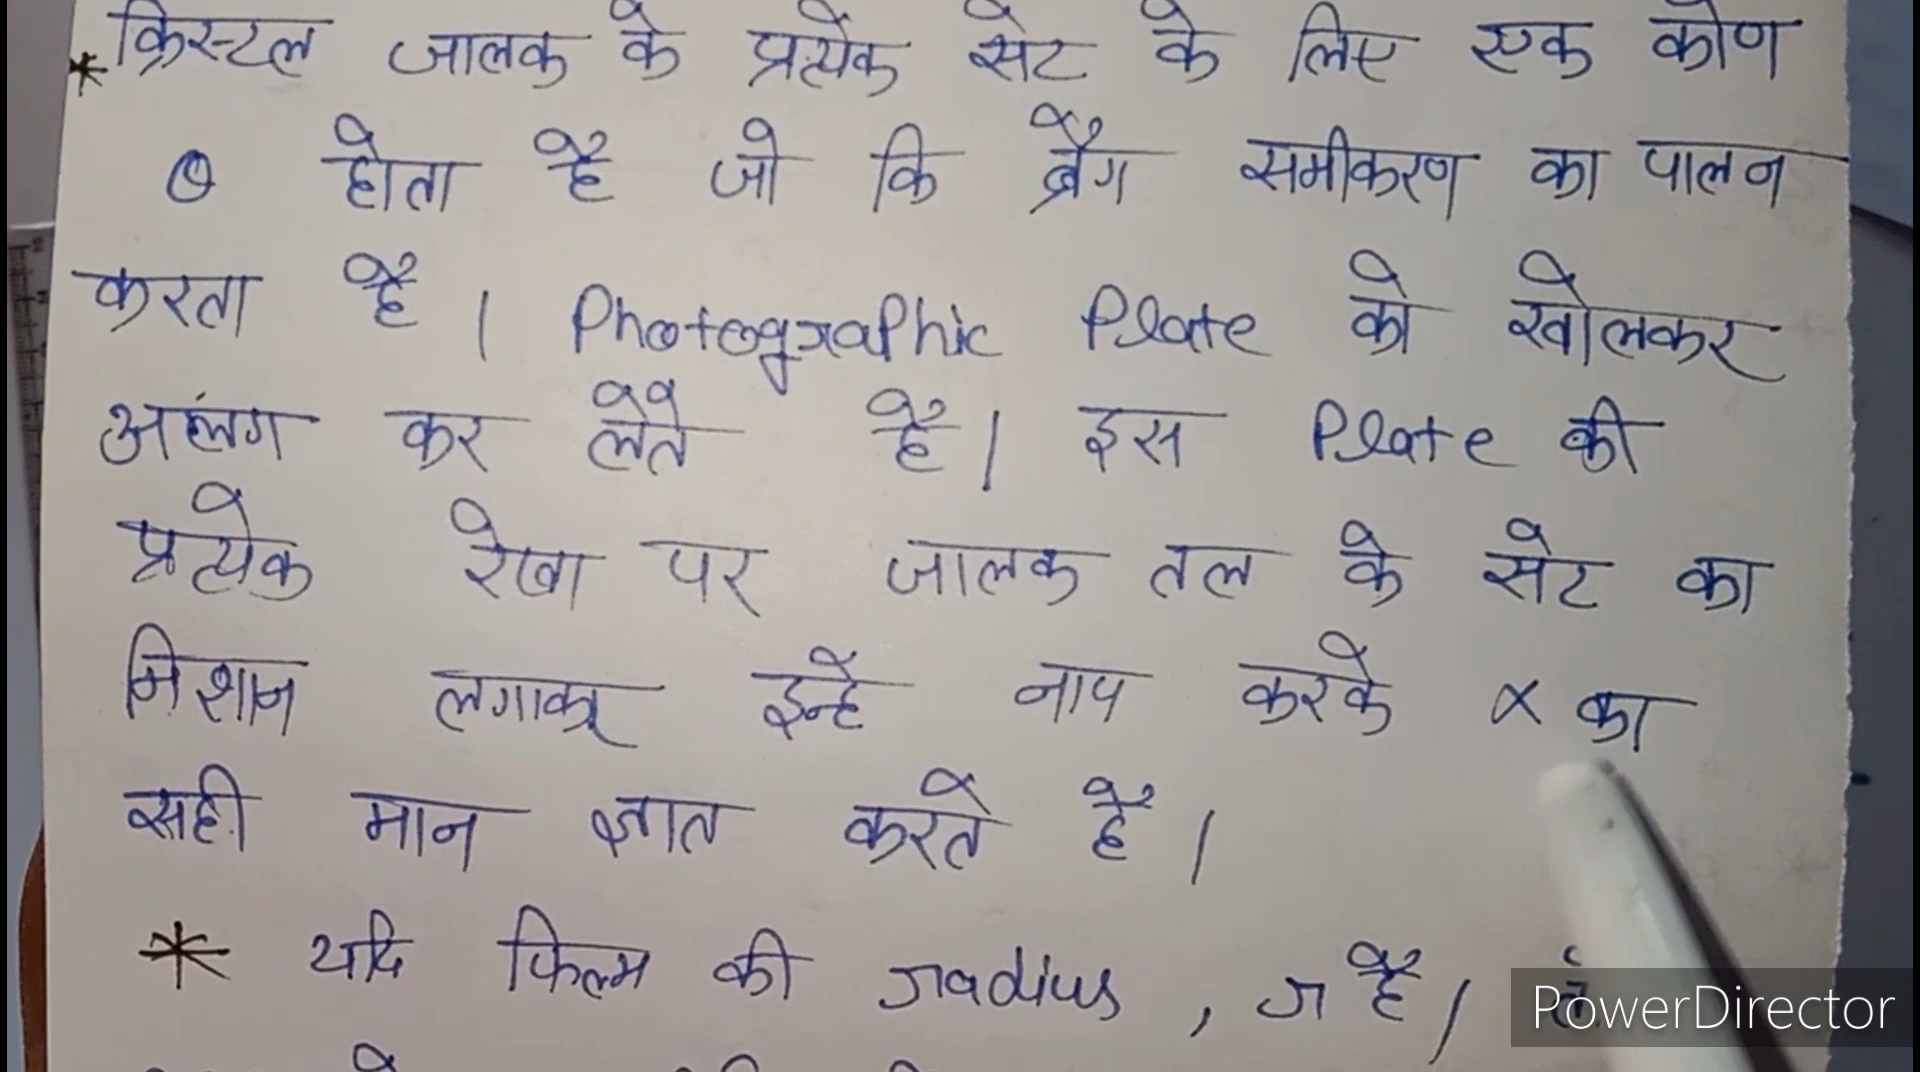 * क्रिस्टल जालक के प्रत्येक सेट के लिए एक कोण
θ होता है जो कि ब्रैग समीकरण का पालन
करता है। Photographic Plate को खोलकर
अलग कर लेते है। इस Plate की
प्रत्येक रेखा पर जालक तल के सेट का
निशान लगाकर इन्हे नाप करके α का
सही मान ज्ञात करते है।
* यदि फिल्म की radius, r है।
PowerDirector